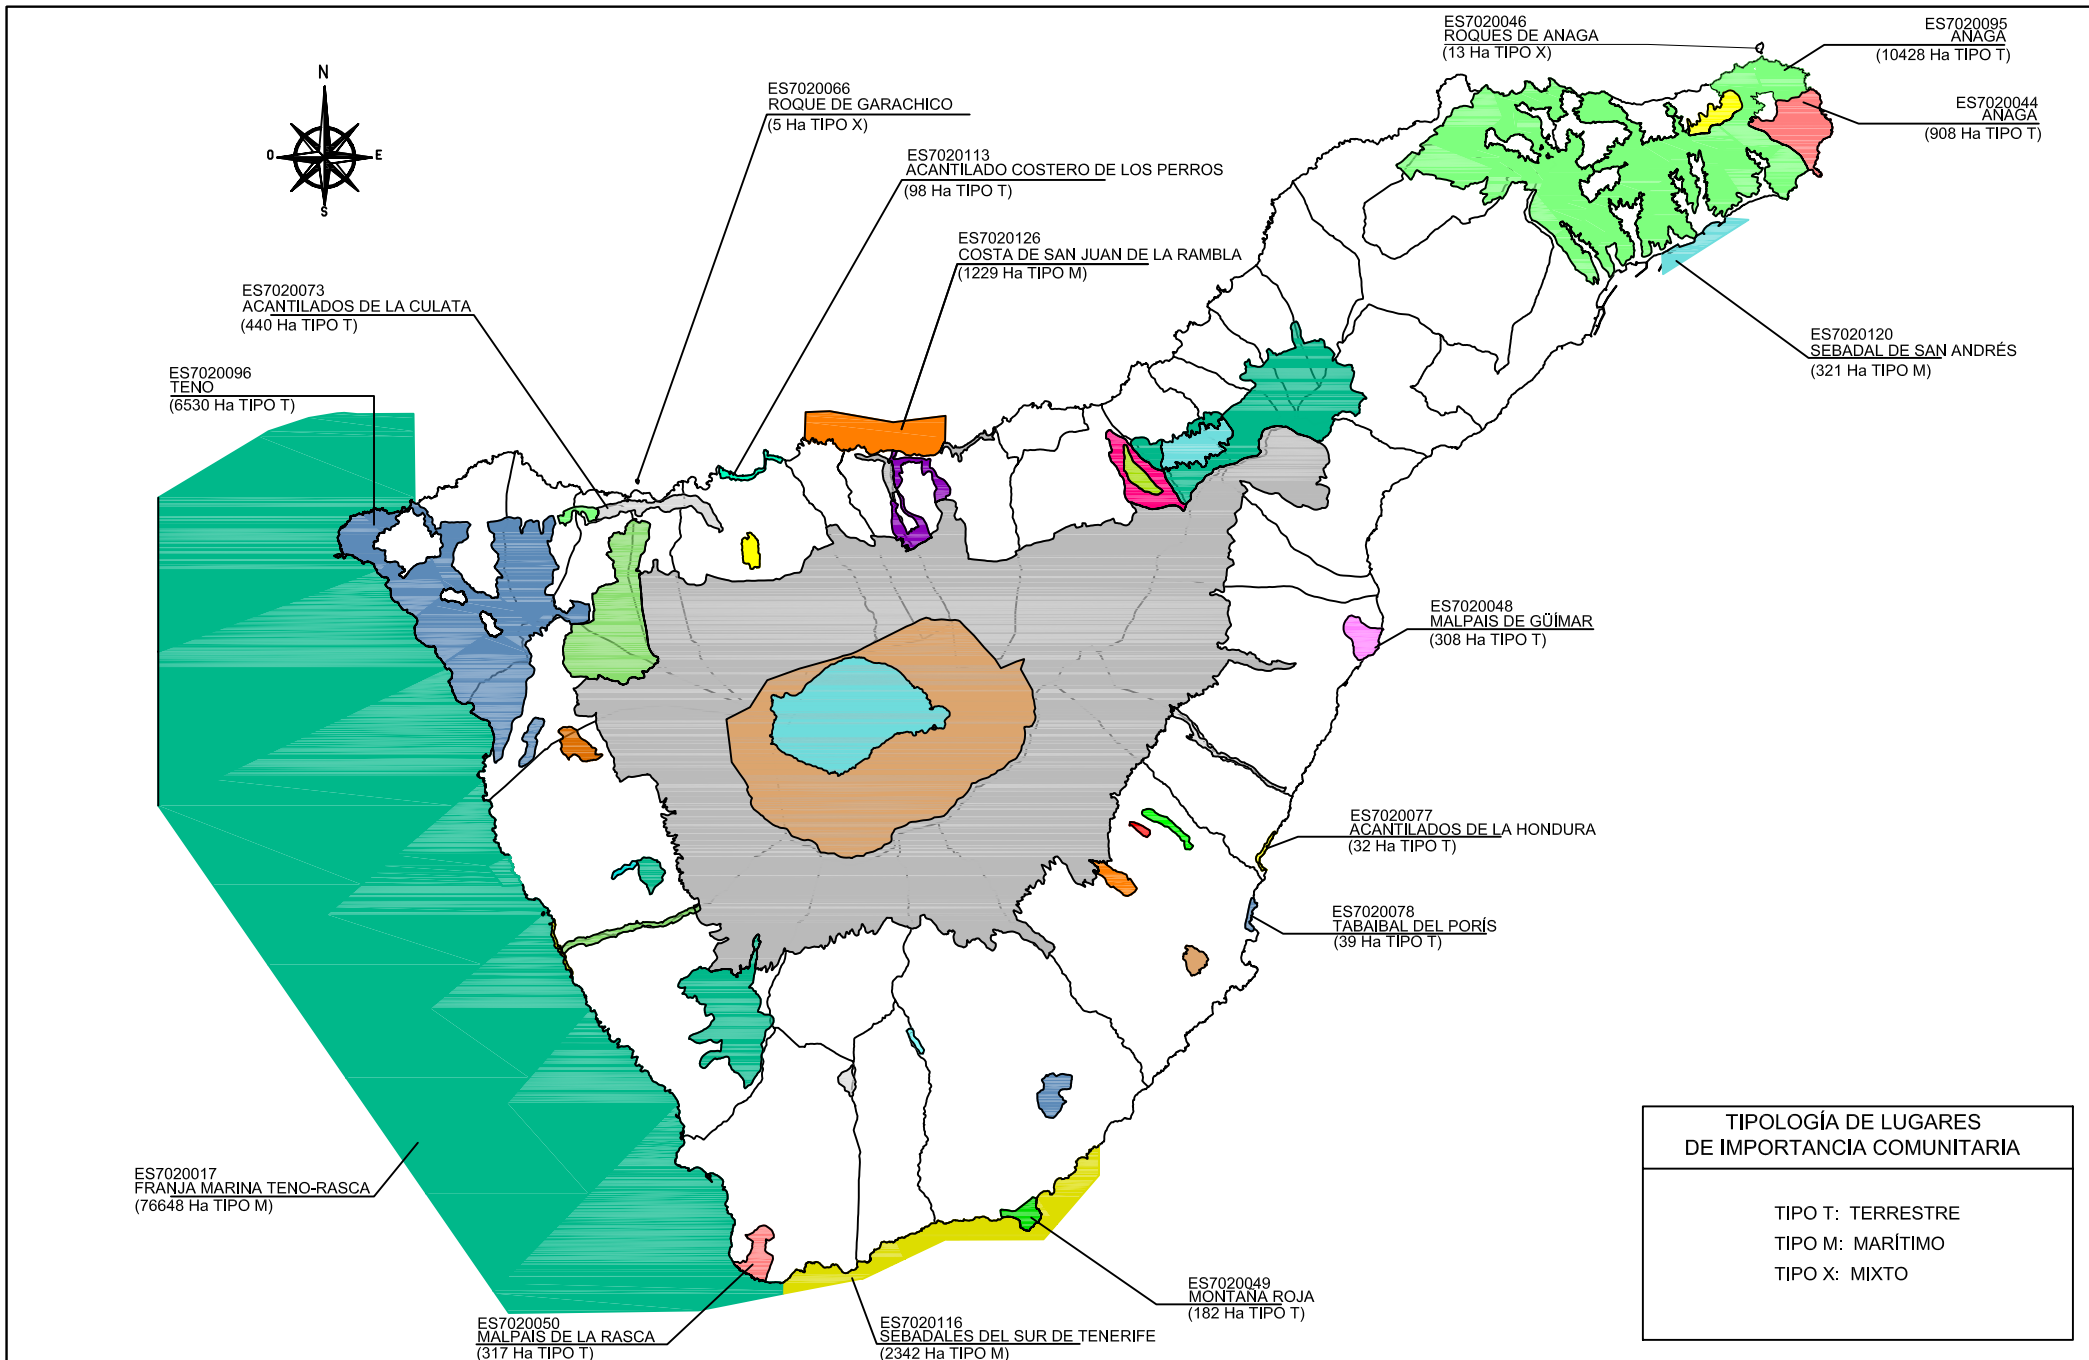 N
O
E
S
ES7020046
ROQUES DE ANAGA
(13 Ha TIPO X)
ES7020095
ANAGA
(10428 Ha TIPO T)
ES7020044
ANAGA
(908 Ha TIPO T)
ES7020066
ROQUE DE GARACHICO
(5 Ha TIPO X)
ES7020113
ACANTILADO COSTERO DE LOS PERROS
(98 Ha TIPO T)
ES7020126
COSTA DE SAN JUAN DE LA RAMBLA
(1229 Ha TIPO M)
ES7020073
ACANTILADOS DE LA CULATA
(440 Ha TIPO T)
ES7020096
TENO
(6530 Ha TIPO T)
ES7020120
SEBADAL DE SAN ANDRÉS
(321 Ha TIPO M)
ES7020048
MALPAIS DE GÜÍMAR
(308 Ha TIPO T)
ES7020077
ACANTILADOS DE LA HONDURA
(32 Ha TIPO T)
ES7020078
TABAIBAL DEL PORÍS
(39 Ha TIPO T)
ES7020017
FRANJA MARINA TENO-RASCA
(76648 Ha TIPO M)
ES7020049
MONTAÑA ROJA
(182 Ha TIPO T)
ES7020050
MALPAIS DE LA RASCA
(317 Ha TIPO T)
ES7020116
SEBADALES DEL SUR DE TENERIFE
(2342 Ha TIPO M)
TIPOLOGÍA DE LUGARES
DE IMPORTANCIA COMUNITARIA
TIPO T: TERRESTRE
TIPO M: MARÍTIMO
TIPO X: MIXTO